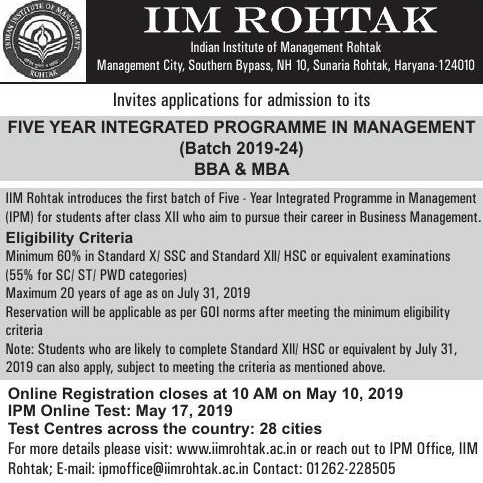 INDIAN INSTITUTE OF MANAGEMENT
ROHTAK
IIM ROHTAK
Indian Institute of Management Rohtak
Management City, Southern Bypass, NH 10, Sunaria Rohtak, Haryana-124010
Invites applications for admission to its
FIVE YEAR INTEGRATED PROGRAMME IN MANAGEMENT
(Batch 2019-24)
BBA & MBA
IIM Rohtak introduces the first batch of Five - Year Integrated Programme in Management
(IPM) for students after class XII who aim to pursue their career in Business Management.
Eligibility Criteria
Minimum 60% in Standard X/ SSC and Standard XII/ HSC or equivalent examinations
(55% for SC/ ST/ PWD categories)
Maximum 20 years of age as on July 31, 2019
Reservation will be applicable as per GOI norms after meeting the minimum eligibility
criteria
Note: Students who are likely to complete Standard XII/ HSC or equivalent by July 31,
2019 can also apply, subject to meeting the criteria as mentioned above.
Online Registration closes at 10 AM on May 10, 2019
IPM Online Test: May 17, 2019
Test Centres across the country: 28 cities
For more details please visit: www.iimrohtak.ac.in or reach out to IPM Office, IIM
Rohtak; E-mail: ipmoffice@iimrohtak.ac.in Contact: 01262-228505